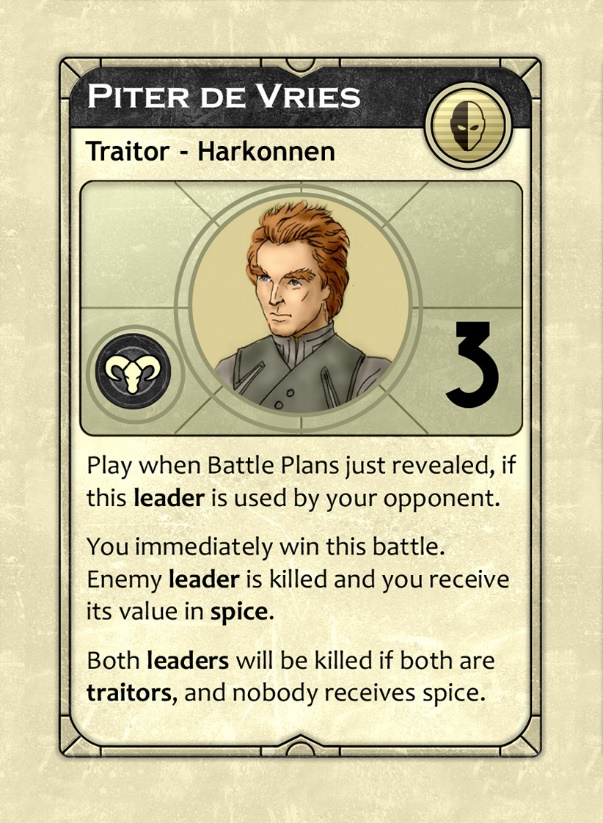 Piter de Vries
Traitor - Harkonnen
3
Play when Battle Plans just revealed, if
this leader is used by your opponent.
You immediately win this battle.
Enemy leader is killed and you receive
its value in spice.
Both leaders will be killed if both are
traitors, and nobody receives spice.